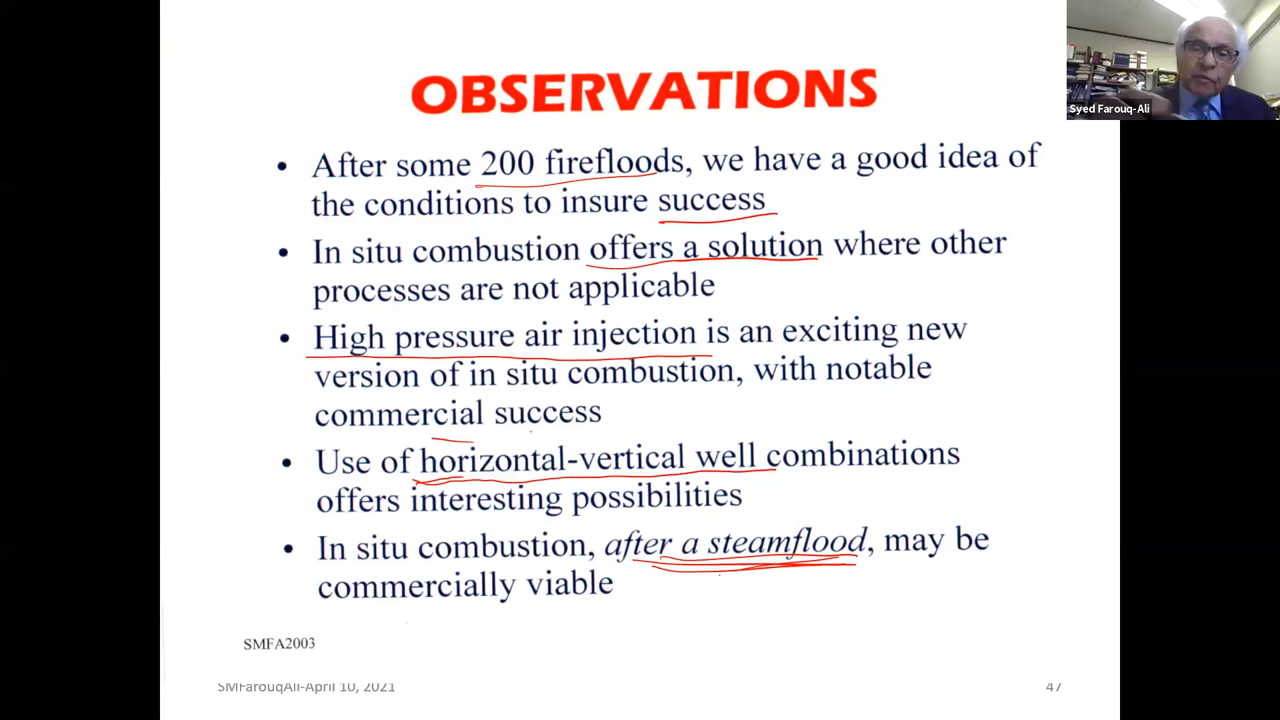 OBSERVATIONS
Syed Farouq-Ali
• After some 200 firefloods, we have a good idea of
the conditions to insure success
• In situ combustion offers a solution where other
processes are not applicable
• High pressure air injection is an exciting new
version of in situ combustion, with notable
commercial success
• Use of horizontal-vertical well combinations
offers interesting possibilities
• In situ combustion, after a steamflood, may be
commercially viable
SMFA2003
SMFarouqAli-April 10, 2021
47